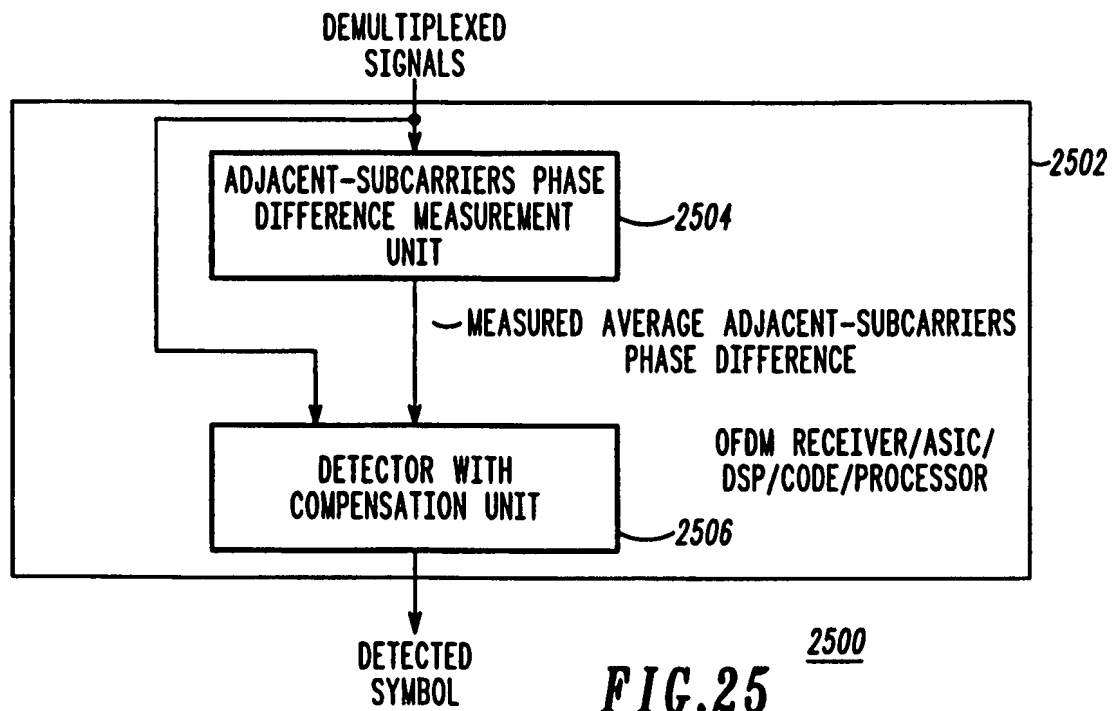 DEMULTIPLEXED
SIGNALS
2502
ADJACENT-SUBCARRIERS PHASE
DIFFERENCE MEASUREMENT
UNIT
2504
MEASURED AVERAGE ADJACENT-SUBCARRIERS
PHASE DIFFERENCE
OFDM RECEIVER/ASIC/
DSP/CODE/PROCESSOR
DETECTOR WITH
COMPENSATION UNIT
2506
DETECTED
SYMBOL
2500
FIG.25